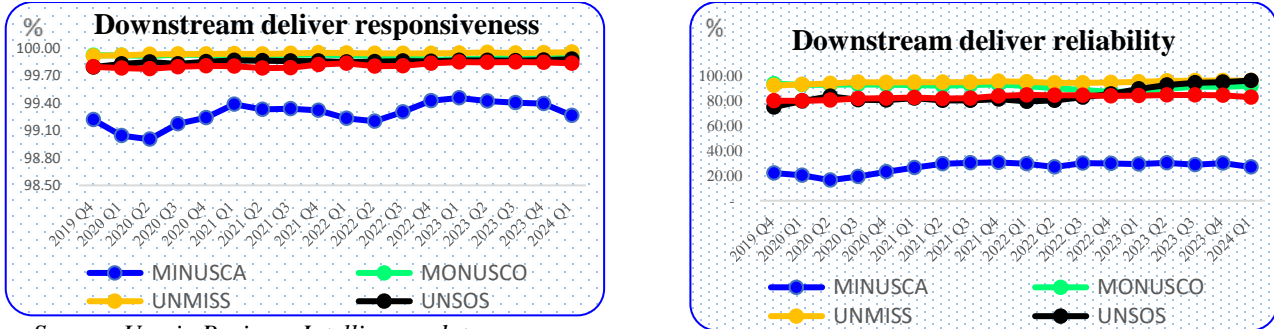 Downstream deliver responsiveness
%
100.00
99.70
99.40
99.10
98.80
98.50
2019 Q4
2020 Q1
2020 Q2
2020 Q3
2020 Q4
2021 Q1
2021 Q2
2021 Q3
2021 Q4
2022 Q1
2022 Q2
2022 Q3
2022 Q4
2023 Q1
2023 Q2
2023 Q3
2023 Q4
2024 Q1
MINUSCA
MONUSCO
UNMISS
UNSOS
Downstream deliver reliability
%
100.00
80.00
60.00
40.00
20.00
-
2019 Q4
2020 Q1
2020 Q2
2020 Q3
2020 Q4
2021 Q1
2021 Q2
2021 Q3
2021 Q4
2022 Q1
2022 Q2
2022 Q3
2022 Q4
2023 Q1
2023 Q2
2023 Q3
2023 Q4
2024 Q1
MINUSCA
MONUSCO
UNMISS
UNSOS